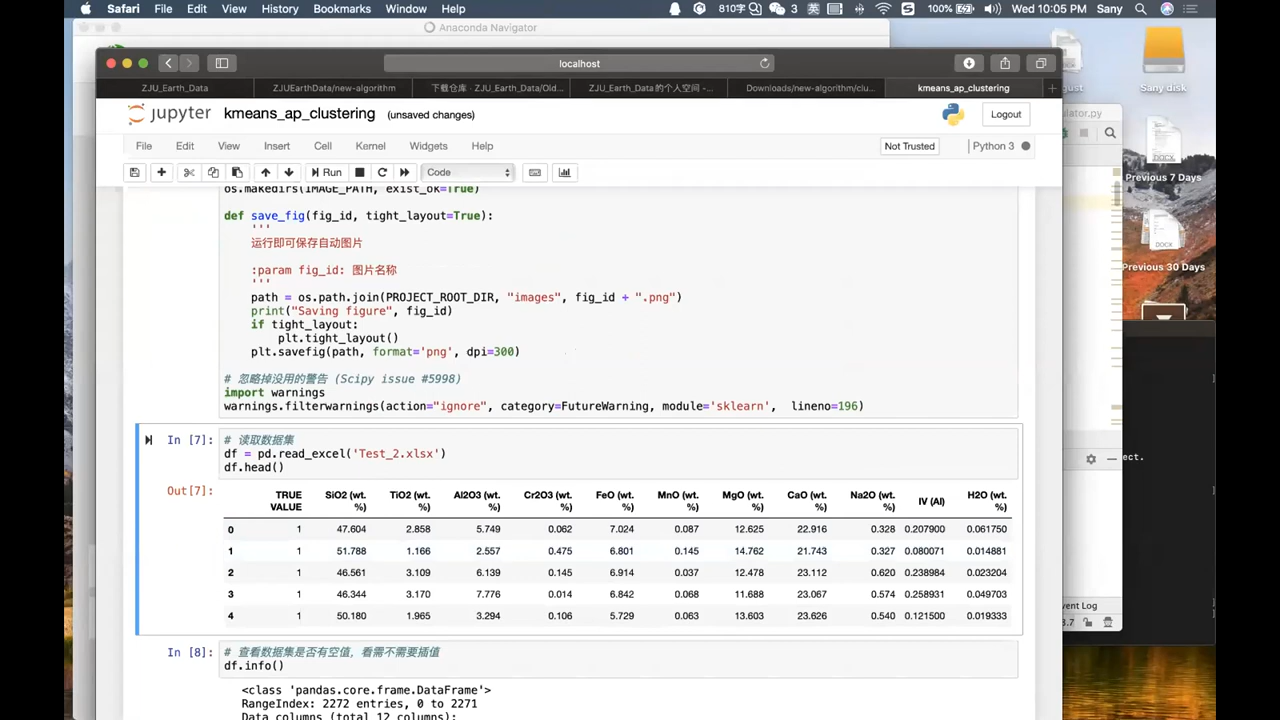 Safari File Edit View History Bookmarks Window Help
810字 3 英 100% Wed 10:05 PM Sany
Anaconda Navigator
localhost
ZJU_Earth_Data ZJUEarthData/new-algorithm 下载仓库 · ZJU_Earth_Data/Old... ZJU_Earth_Data的个人空间 -... Downloads/new-algorithm/clu... kmeans_ap_clustering
jupyter kmeans_ap_clustering (unsaved changes) Logout
File Edit View Insert Cell Kernel Widgets Help Not Trusted Python 3
Run Code
os.makedirs(IMAGE_PATH, exist_ok=True)
def save_fig(fig_id, tight_layout=True):
'''
运行即可保存自动图片
:param fig_id: 图片名称
'''
path = os.path.join(PROJECT_ROOT_DIR, "images", fig_id + ".png")
print("Saving figure", fig_id)
if tight_layout:
plt.tight_layout()
plt.savefig(path, format='png', dpi=300)
# 忽略掉没用的警告 (Scipy issue #5998)
import warnings
warnings.filterwarnings(action="ignore", category=FutureWarning, module='sklearn', lineno=196)
In [7]: # 读取数据集
df = pd.read_excel('Test_2.xlsx')
df.head()
Out[7]:
TRUE VALUE SiO2 (wt. %) TiO2 (wt. %) Al2O3 (wt. %) Cr2O3 (wt. %) FeO (wt. %) MnO (wt. %) MgO (wt. %) CaO (wt. %) Na2O (wt. %) IV (Al) H2O (wt. %)
0 1 47.604 2.858 5.749 0.062 7.024 0.087 12.625 22.916 0.328 0.207900 0.061750
1 1 51.788 1.166 2.557 0.475 6.801 0.145 14.762 21.743 0.327 0.080071 0.014881
2 1 46.561 3.109 6.139 0.145 6.914 0.037 12.478 23.112 0.620 0.238984 0.023204
3 1 46.344 3.170 7.776 0.014 6.842 0.068 11.688 23.067 0.574 0.258931 0.049703
4 1 50.180 1.965 3.294 0.106 5.729 0.063 13.603 23.626 0.540 0.121500 0.019333
In [8]: # 查看数据集是否有空值，看需不需要插值
df.info()
<class 'pandas.core.frame.DataFrame'>
RangeIndex: 2272 entries, 0 to 2271
Data columns (total 12 columns):
gust
Sany disk
ulator.py
DOCX
Previous 7 Days
DOCX
Previous 30 Days
ect.
vent Log
3.7